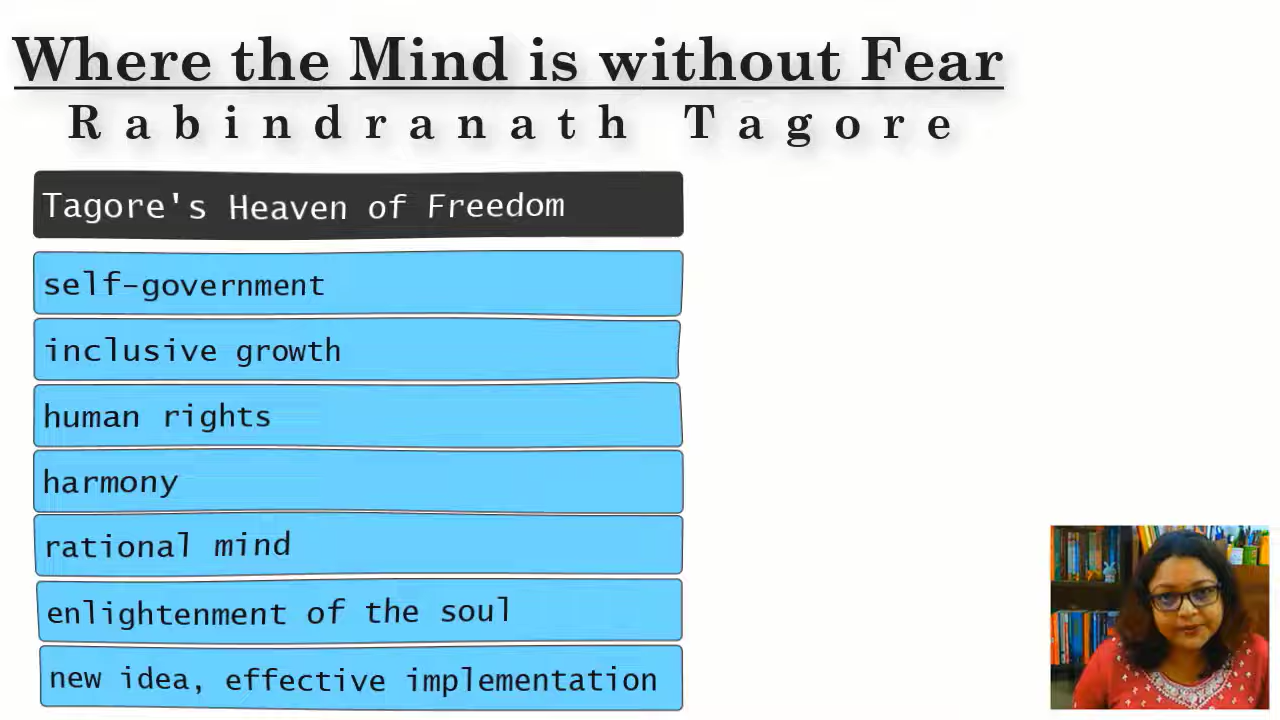 Where the Mind is without Fear
Rabindranath Tagore
Tagore's Heaven of Freedom
self-government
inclusive growth
human rights
harmony
rational mind
enlightenment of the soul
new idea, effective implementation